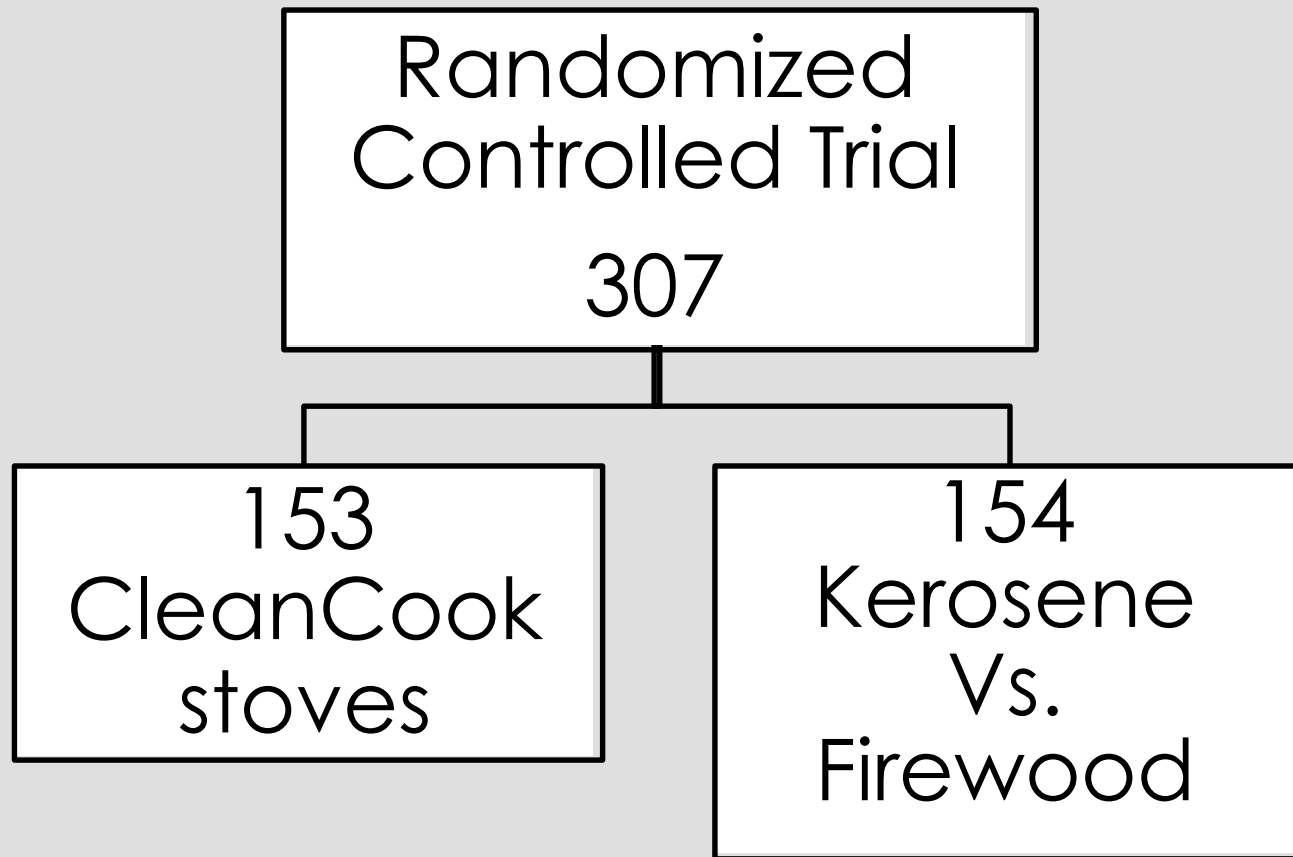 Randomized
Controlled Trial
307
153
CleanCook
stoves
154
Kerosene
Vs.
Firewood